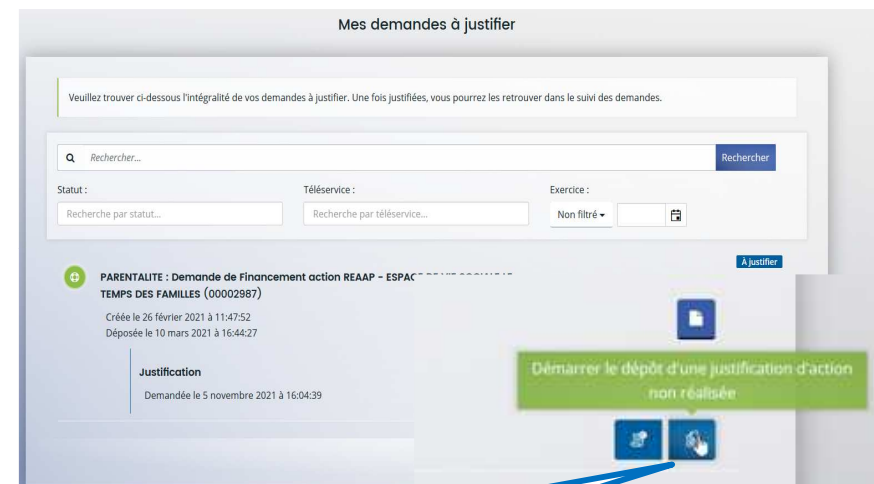 Mes demandes à justifier
Veuillez trouver ci-dessous l'intégralité de vos demandes à justifier. Une fois justifiées, vous pourrez les retrouver dans le suivi des demandes.
Rechercher...
Rechercher
Statut :
Téléservice :
Exercice :
Recherche par statut...
Recherche par téléservice...
Non filtré
À justifier
PARENTALITE : Demande de Financement action REAAP - 
TEMPS DES FAMILLES (00002987)
Créée le 26 février 2021 à 11:47:52
Déposée le 10 mars 2021 à 16:44:27
Démarrer le dépôt d'une justification d'action
non réalisée
Justification
Demandée le 5 novembre 2021 à 16:04:39